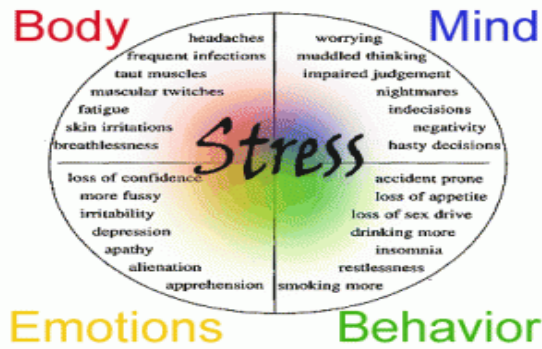 Body
Mind
headaches
frequent infections
taut muscles
muscular twitches
fatigue
skin irritations
breathlessness
worrying
muddled thinking
impaired judgement
nightmares
indecisions
negativity
hasty decisions
Stress
loss of confidence
more fussy
irritability
depression
apathy
alienation
apprehension
accident prone
loss of appetite
loss of sex drive
drinking more
insomnia
restlessness
smoking more
Emotions
Behavior